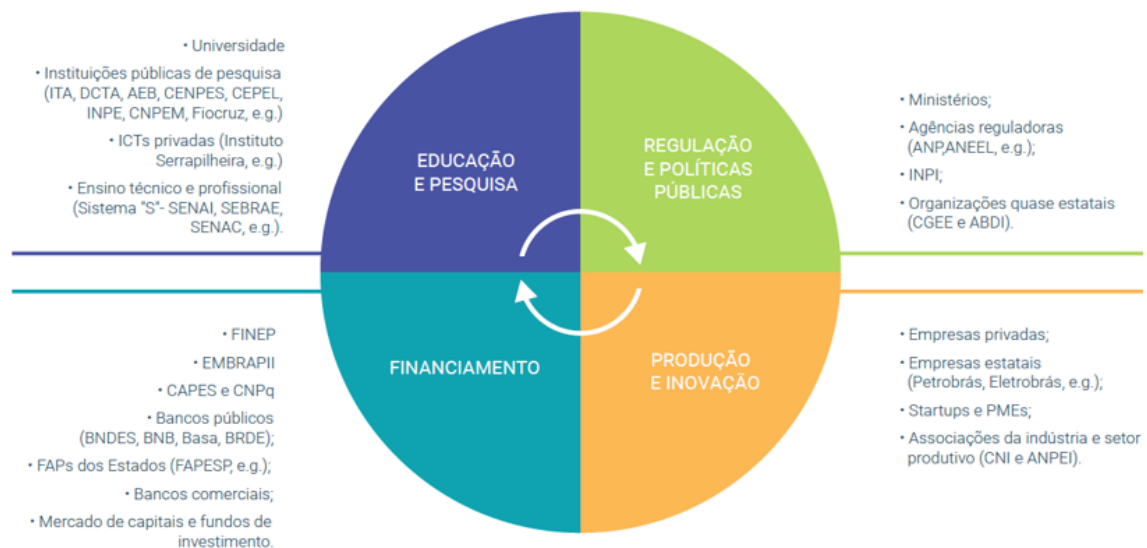 • Universidade
• Instituições públicas de pesquisa
(ITA, DCTA, AEB, CENPES, CEPEL,
INPE, CNPEM, Fiocruz, e.g.)
• ICTs privadas (Instituto
Serrapilheira, e.g.)
• Ensino técnico e profissional
(Sistema "S"- SENAI, SEBRAE,
SENAC, e.g.).
EDUCAÇÃO
E PESQUISA
REGULAÇÃO
E POLÍTICAS
PÚBLICAS
• Ministérios;
• Agências reguladoras
(ANP,ANEEL, e.g.);
• INPI;
• Organizações quase estatais
(CGEE e ABDI).
• FINEP
• EMBRAPII
• CAPES e CNPq
• Bancos públicos
(BNDES, BNB, Basa, BRDE);
• FAPs dos Estados (FAPESP, e.g.);
• Bancos comerciais;
• Mercado de capitais e fundos de
investimento.
FINANCIAMENTO
PRODUÇÃO
E INOVAÇÃO
• Empresas privadas;
• Empresas estatais
(Petrobrás, Eletrobrás, e.g.);
• Startups e PMEs;
• Associações da indústria e setor
produtivo (CNI e ANPEI).